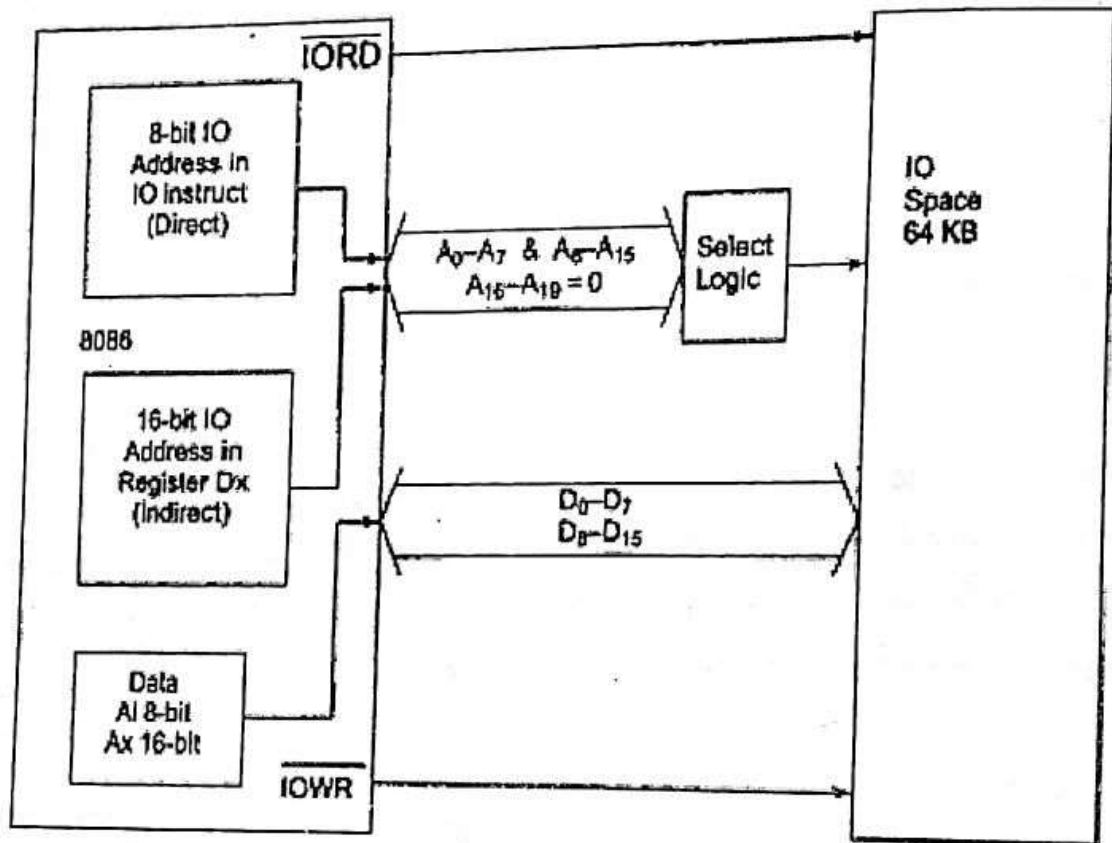 IORD
8-bit IO
Address in
IO instruct
(Direct)
A0–A7 & A8–A15
A16–A19 = 0
Select
Logic
IO
Space
64 KB
8086
16-bit IO
Address in
Register Dx
(Indirect)
D0–D7
D8–D15
Data
Al 8-bit
Ax 16-bit
IOWR